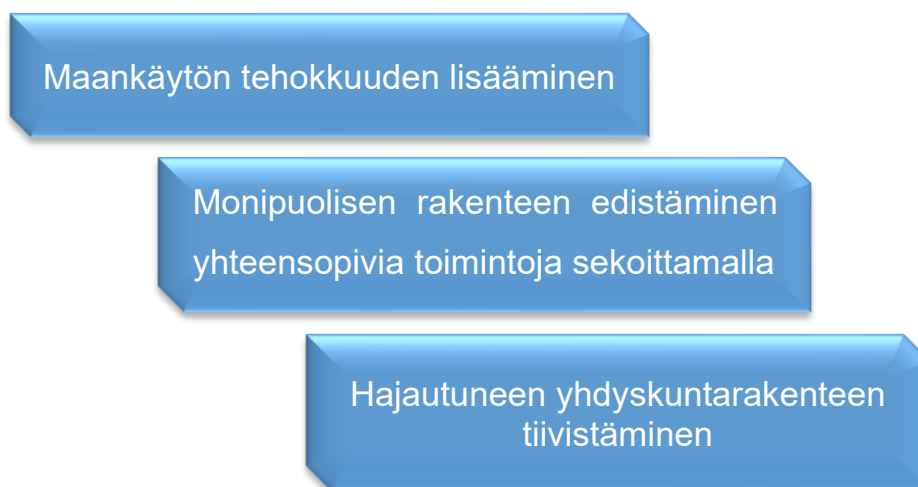 Maankäytön tehokkuuden lisääminen
Monipuolisen rakenteen edistäminen
yhteensopivia toimintoja sekoittamalla
Hajautuneen yhdyskuntarakenteen
tiivistäminen